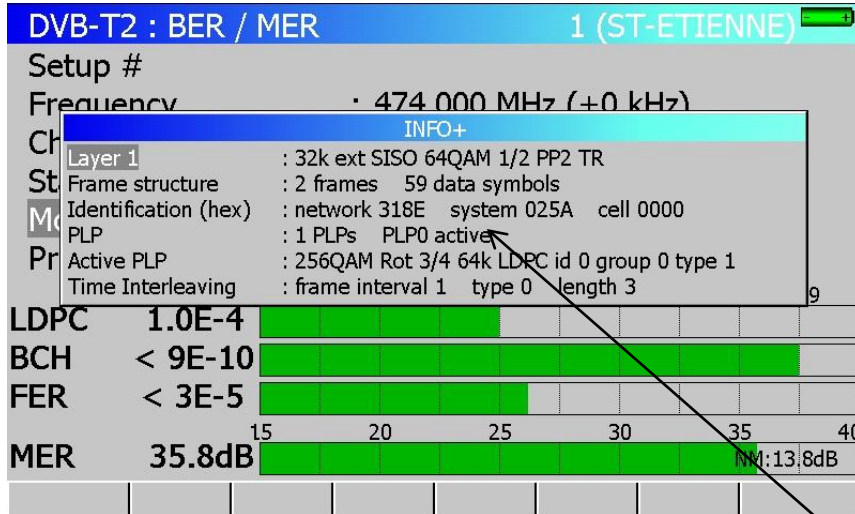 DVB-T2 : BER / MER 1 (ST-ETIENNE)
Setup #
Frequency : 474.000 MHz (+0 kHz)
INFO+
Layer 1 : 32k ext SISO 64QAM 1/2 PP2 TR
Frame structure : 2 frames 59 data symbols
Identification (hex) : network 318E system 025A cell 0000
PLP : 1 PLPs PLP0 active
Active PLP : 256QAM Rot 3/4 64k LDPC id 0 group 0 type 1
Time Interleaving : frame interval 1 type 0 length 3
9
LDPC 1.0E-4
BCH < 9E-10
FER < 3E-5
15 20 25 30 35 40
MER 35.8dB NM:13.8dB